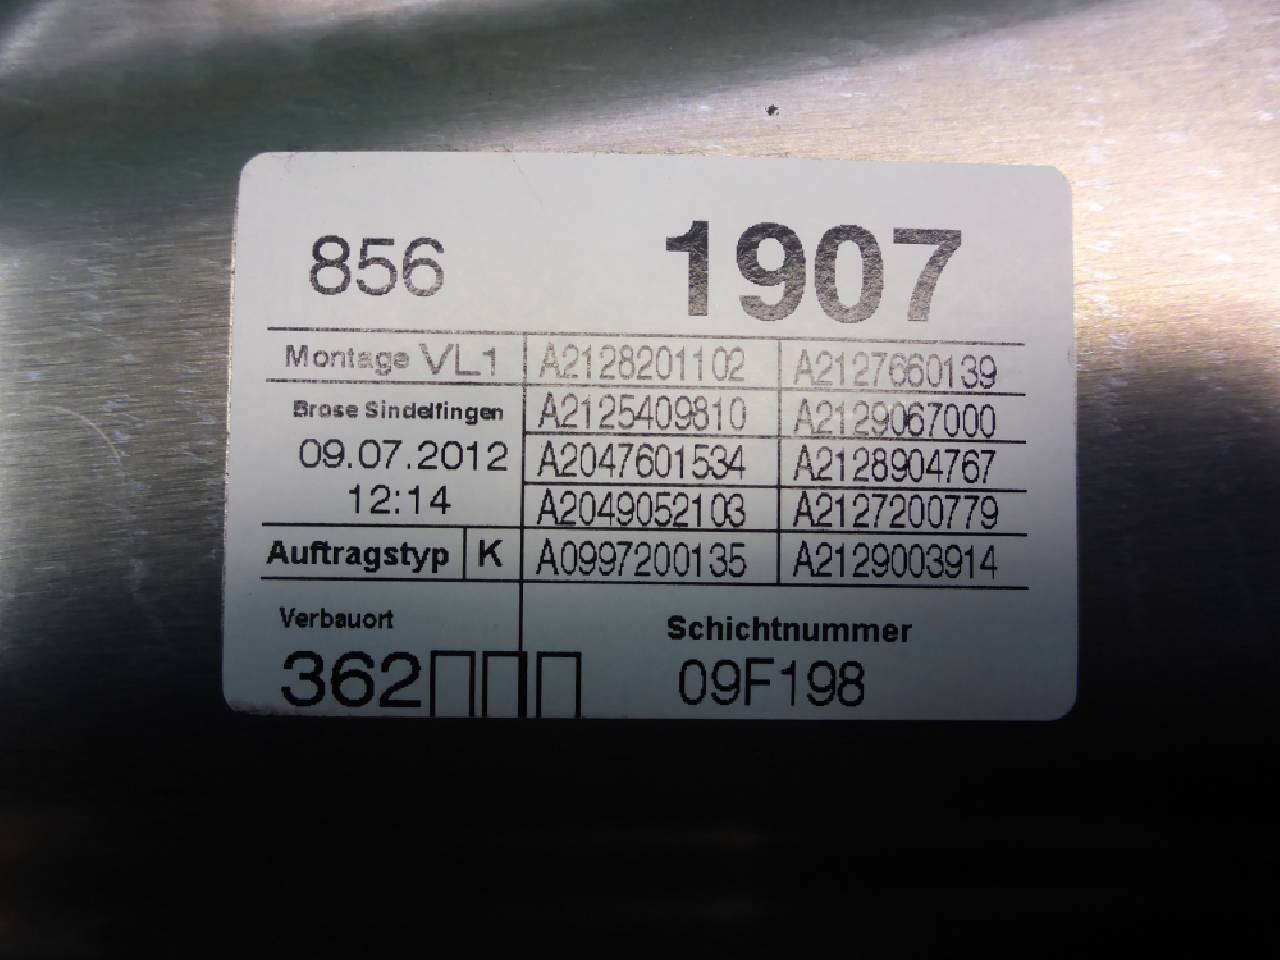 856 1907
Montage VL1 A2128201102 A2127660139
Brose Sindelfingen A2125409810 A2129067000
09.07.2012 A2047601534 A2128904767
12:14 A2049052103 A2127200779
Auftragstyp K A0997200135 A2129003914
Verbauort Schichtnummer
362 09F198